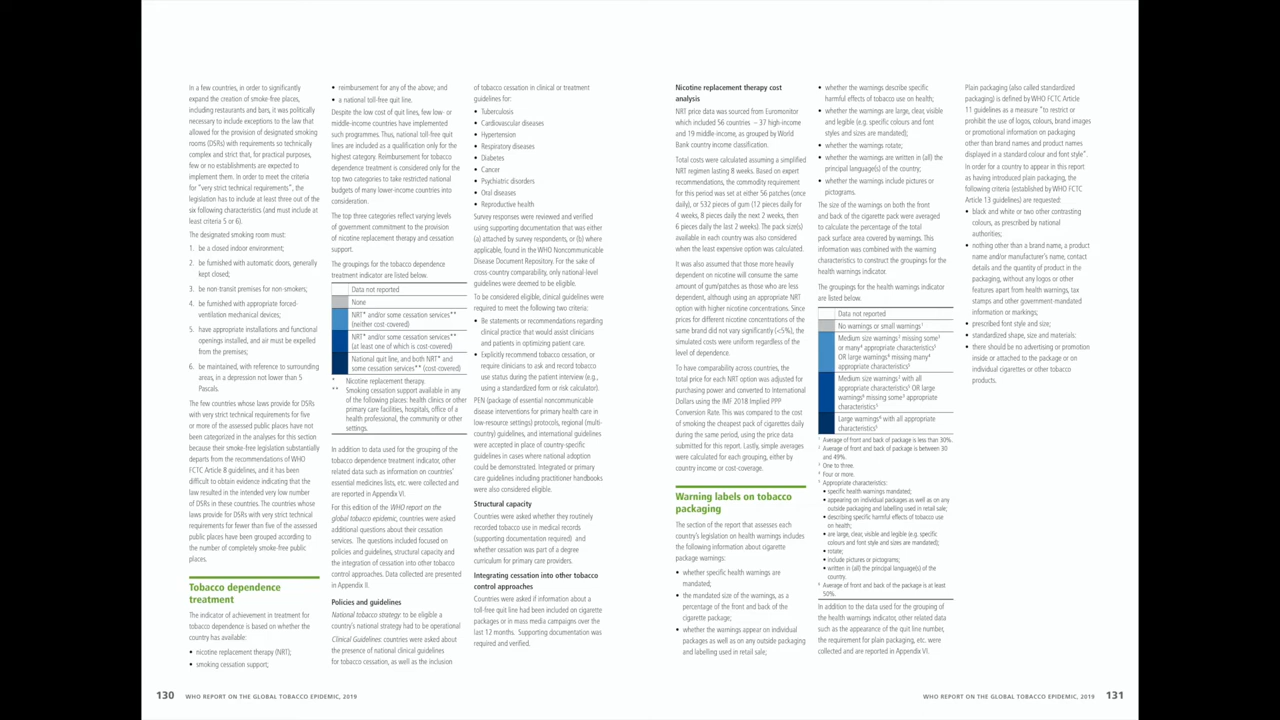 In a few countries, in order to significantly
expand the creation of smoke-free places,
including restaurants and bars, it was politically
necessary to include exceptions to the law that
allowed for the provision of designated smoking
rooms (DSRs) with requirements so technically
complex and strict that, for practical purposes,
few or no establishments are expected to
implement them. In order to meet the criteria
for "very strict technical requirements", the
legislation has to include at least three out of the
six following characteristics (and must include at
least criteria 5 or 6).
The designated smoking room must:
1. be a closed indoor environment;
2. be furnished with automatic doors, generally
kept closed;
3. be non-transit premises for non-smokers;
4. be furnished with appropriate forced-
ventilation mechanical devices;
5. have appropriate installations and functional
openings installed, and air must be expelled
from the premises;
6. be maintained, with reference to surrounding
areas, in a depression not lower than 5
Pascals.
The few countries whose laws provide for DSRs
with very strict technical requirements for five
or more of the assessed public places have not
been categorized in the analyses for this section
because their smoke-free legislation substantially
departs from the recommendations of WHO
FCTC Article 8 guidelines, and it has been
difficult to obtain evidence indicating that the
law resulted in the intended very low number
of DSRs in these countries. The countries whose
laws provide for DSRs with very strict technical
requirements for fewer than five of the assessed
public places have been grouped according to
the number of completely smoke-free public
places.
Tobacco dependence
treatment
The indicator of achievement in treatment for
tobacco dependence is based on whether the
country has available:
• nicotine replacement therapy (NRT);
• smoking cessation support;
• reimbursement for any of the above; and
• a national toll-free quit line.
Despite the low cost of quit lines, few low- or
middle-income countries have implemented
such programmes. Thus, national toll-free quit
lines are included as a qualification only for the
highest category. Reimbursement for tobacco
dependence treatment is considered only for the
top two categories to take restricted national
budgets of many lower-income countries into
consideration.
The top three categories reflect varying levels
of government commitment to the provision
of nicotine replacement therapy and cessation
support.
The groupings for the tobacco dependence
treatment indicator are listed below.
Data not reported
None
NRT* and/or some cessation services**
(neither cost-covered)
NRT* and/or some cessation services**
(at least one of which is cost-covered)
National quit line, and both NRT* and
some cessation services** (cost-covered)
* Nicotine replacement therapy.
** Smoking cessation support available in any
of the following places: health clinics or other
primary care facilities, hospitals, office of a
health professional, the community or other
settings.
In addition to data used for the grouping of the
tobacco dependence treatment indicator, other
related data such as information on countries'
essential medicines lists, etc. were collected and
are reported in Appendix VI.
For this edition of the WHO report on the
global tobacco epidemic, countries were asked
additional questions about their cessation
services. The questions included focused on
policies and guidelines, structural capacity and
the integration of cessation into other tobacco
control approaches. Data collected are presented
in Appendix II.
Policies and guidelines
National tobacco strategy: to be eligible a
country's national strategy had to be operational
Clinical Guidelines: countries were asked about
the presence of national clinical guidelines
for tobacco cessation, as well as the inclusion
of tobacco cessation in clinical or treatment
guidelines for:
• Tuberculosis
• Cardiovascular diseases
• Hypertension
• Respiratory diseases
• Diabetes
• Cancer
• Psychiatric disorders
• Oral diseases
• Reproductive health
Survey responses were reviewed and verified
using supporting documentation that was either
(a) attached by survey respondents, or (b) where
applicable, found in the WHO Noncommunicable
Disease Document Repository. For the sake of
cross country comparability, only national-level
guidelines were deemed to be eligible.
To be considered eligible, clinical guidelines were
required to meet the following two criteria:
• Be statements or recommendations regarding
clinical practice that would assist clinicians
and patients in optimizing patient care.
• Explicitly recommend tobacco cessation, or
require clinicians to ask and record tobacco
use status during the patient interview (e.g.,
using a standardized form or risk calculator).
PEN (package of essential noncommunicable
disease interventions for primary health care in
low-resource settings) protocols, regional (multi-
country) guidelines, and international guidelines
were accepted in place of country-specific
guidelines in cases where national adoption
could be demonstrated. Integrated or primary
care guidelines including practitioner handbooks
were also considered eligible.
Structural capacity
Countries were asked whether they routinely
recorded tobacco use in medical records
(supporting documentation required) and
whether cessation was part of a degree
curriculum for primary care providers.
Integrating cessation into other tobacco
control approaches
Countries were asked if information about a
toll-free quit line had been included on cigarette
packages or in mass media campaigns over the
last 12 months. Supporting documentation was
required and verified.
130 WHO REPORT ON THE GLOBAL TOBACCO EPIDEMIC, 2019
Nicotine replacement therapy cost
analysis
NRT price data was sourced from Euromonitor
which included 56 countries – 37 high-income
and 19 middle-income, as grouped by World
Bank country income classification.
Total costs were calculated assuming a simplified
NRT regimen lasting 8 weeks. Based on expert
recommendations, the commodity requirement
for this period was set at either 56 patches (once
daily), or 532 pieces of gum (12 pieces daily for
4 weeks, 8 pieces daily the next 2 weeks, then
6 pieces daily the last 2 weeks). The pack size(s)
available in each country was also considered
when the least expensive option was calculated.
It was also assumed that those more heavily
dependent on nicotine will consume the same
amount of gum/patches as those who are less
dependent, although using an appropriate NRT
option with higher nicotine concentrations. Since
prices for different nicotine concentrations of the
same brand did not vary significantly (<5%), the
simulated costs were uniform regardless of the
level of dependence.
To have comparability across countries, the
total price for each NRT option was adjusted for
purchasing power and converted to International
Dollars using the IMF 2018 Implied PPP
Conversion Rate. This was compared to the cost
of smoking the cheapest pack of cigarettes daily
during the same period, using the price data
submitted for this report. Lastly, simple averages
were calculated for each grouping, either by
country income or cost-coverage.
Warning labels on tobacco
packaging
The section of the report that assesses each
country's legislation on health warnings includes
the following information about cigarette
package warnings:
• whether specific health warnings are
mandated;
• the mandated size of the warnings, as a
percentage of the front and back of the
cigarette package;
• whether the warnings appear on individual
packages as well as on any outside packaging
and labelling used in retail sale;
• whether the warnings describe specific
harmful effects of tobacco use on health;
• whether the warnings are large, clear, visible
and legible (e.g. specific colours and font
styles and sizes are mandated);
• whether the warnings rotate;
• whether the warnings are written in (all) the
principal language(s) of the country;
• whether the warnings include pictures or
pictograms.
The size of the warnings on both the front
and back of the cigarette pack were averaged
to calculate the percentage of the total
pack surface area covered by warnings. This
information was combined with the warning
characteristics to construct the groupings for the
health warnings indicator.
The groupings for the health warnings indicator
are listed below.
Data not reported
No warnings or small warnings¹
Medium size warnings² missing some³
or many⁴ appropriate characteristics⁵
OR large warnings⁶ missing many⁴
appropriate characteristics⁵
Medium size warnings² with all
appropriate characteristics⁵ OR large
warnings⁶ missing some³ appropriate
characteristics⁵
Large warnings⁶ with all appropriate
characteristics⁵
¹ Average of front and back of package is less than 30%.
² Average of front and back of package is between 30
and 49%.
³ One to three.
⁴ Four or more.
⁵ Appropriate characteristics:
• specific health warnings mandated;
• appearing on individual packages as well as on any
outside packaging and labelling used in retail sale;
• describing specific harmful effects of tobacco use
on health;
• are large, clear, visible and legible (e.g. specific
colours and font style and sizes are mandated);
• rotate;
• include pictures or pictograms;
• written in (all) the principal language(s) of the
country.
⁶ Average of front and back of the package is at least
50%.
In addition to the data used for the grouping of
the health warnings indicator, other related data
such as the appearance of the quit line number,
the requirement for plain packaging, etc. were
collected and are reported in Appendix VI.
Plain packaging (also called standardized
packaging) is defined by WHO FCTC Article
11 guidelines as a measure "to restrict or
prohibit the use of logos, colours, brand images
or promotional information on packaging
other than brand names and product names
displayed in a standard colour and font style".
In order for a country to appear in this report
as having introduced plain packaging, the
following criteria (established by WHO FCTC
Article 13 guidelines) are requested:
• black and white or two other contrasting
colours, as prescribed by national
authorities;
• nothing other than a brand name, a product
name and/or manufacturer's name, contact
details and the quantity of product in the
packaging, without any logos or other
features apart from health warnings, tax
stamps and other government-mandated
information or markings;
• prescribed font style and size;
• standardized shape, size and materials;
• there should be no advertising or promotion
inside or attached to the package or on
individual cigarettes or other tobacco
products.
WHO REPORT ON THE GLOBAL TOBACCO EPIDEMIC, 2019 131